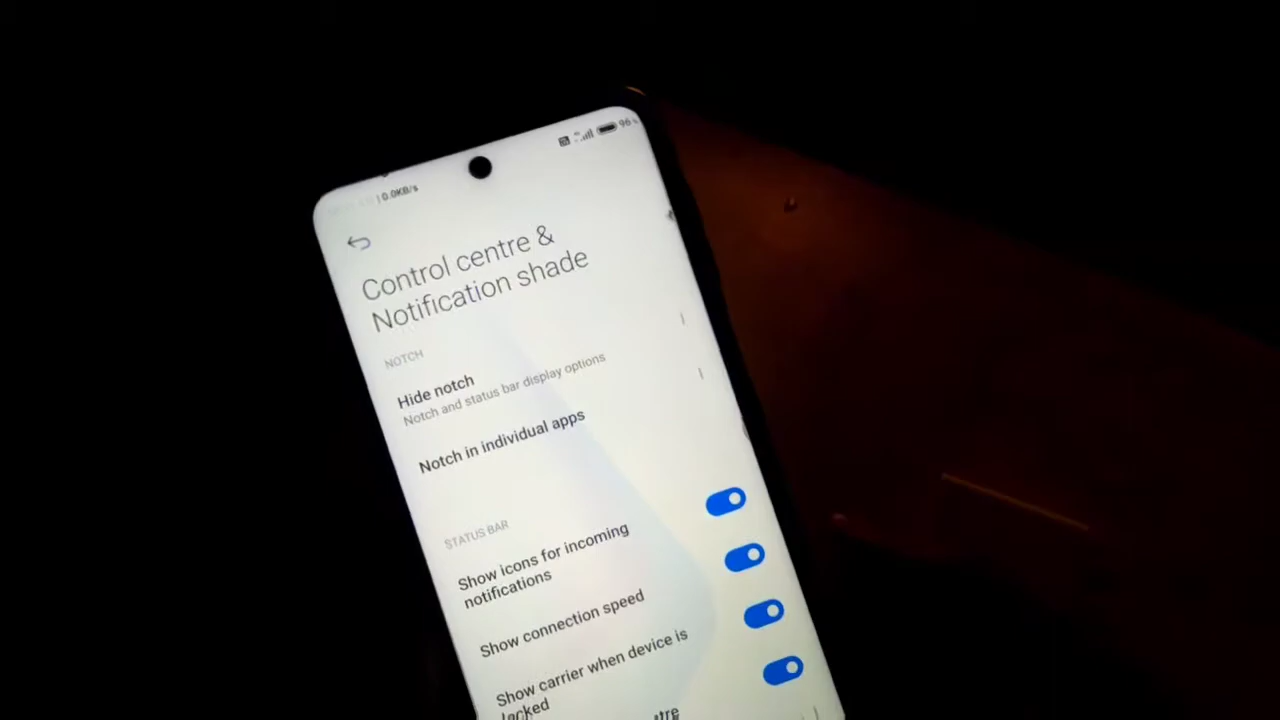 | 0.0KB/s
96%
Control centre &
Notification shade
NOTCH
Hide notch
Notch and status bar display options
Notch in individual apps
STATUS BAR
Show icons for incoming
notifications
Show connection speed
Show carrier when device is
locked